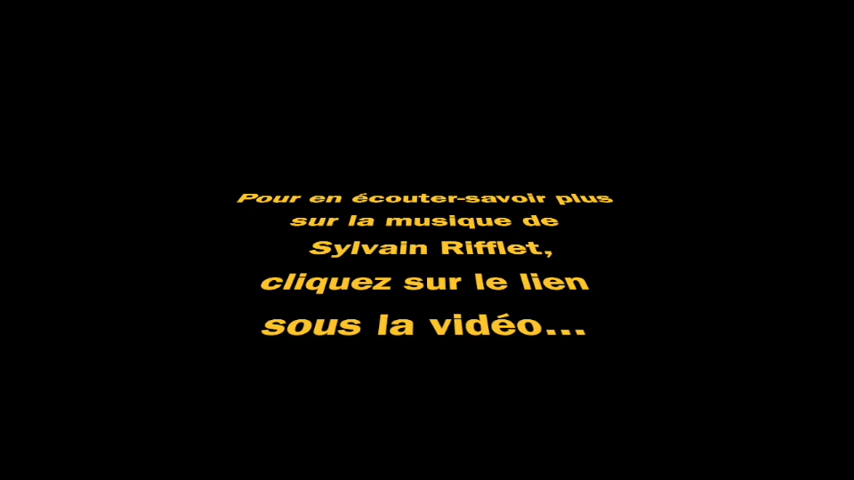 Pour en écouter-savoir plus
sur la musique de
Sylvain Rifflet,
cliquez sur le lien
sous la vidéo...